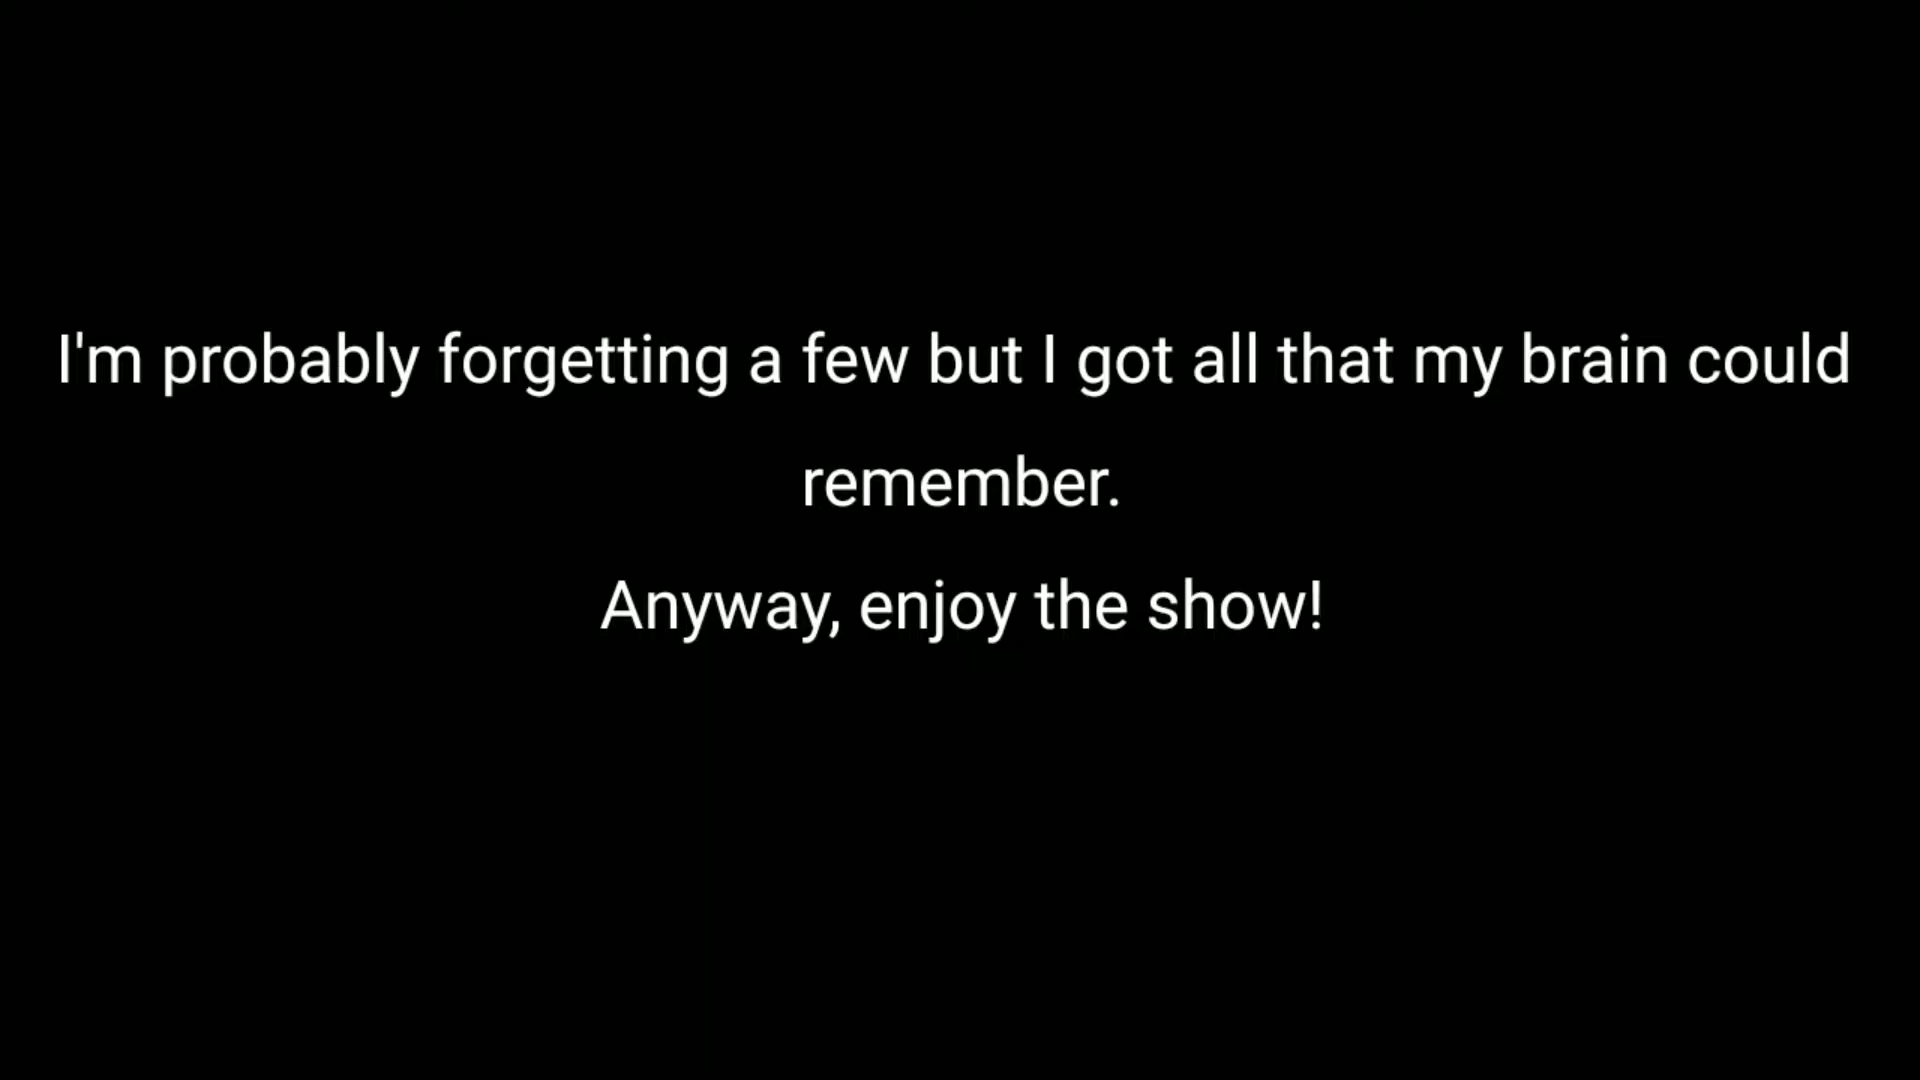 I'm probably forgetting a few but I got all that my brain could
remember.
Anyway, enjoy the show!